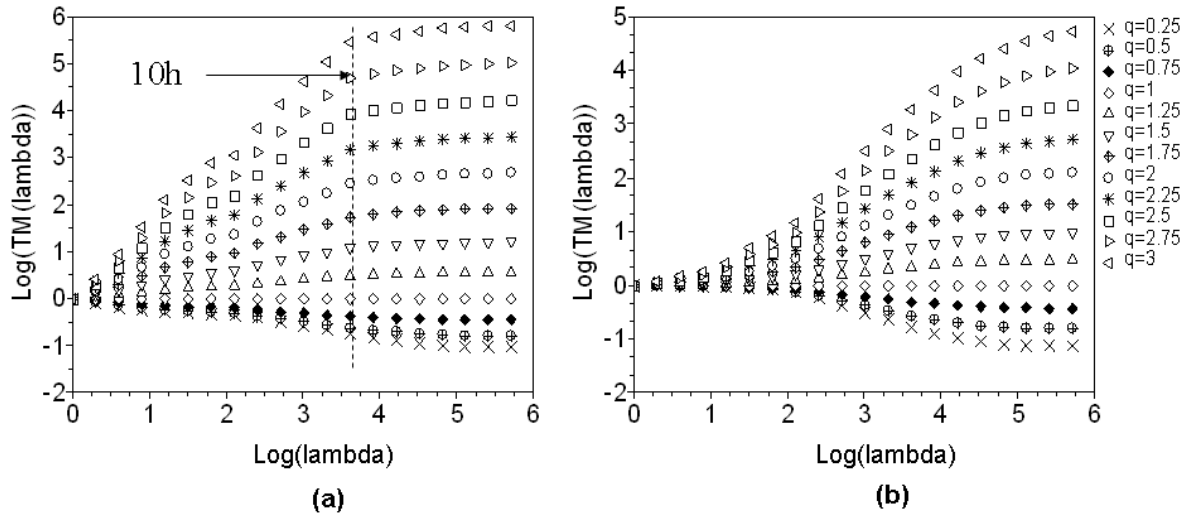 6
5
4
3
2
1
0
-1
-2
Log(TM(lambda))
10h
0 1 2 3 4 5 6
Log(lambda)
(a)
5
4
3
2
1
0
-1
-2
Log(TM(lambda))
0 1 2 3 4 5 6
Log(lambda)
(b)
q=0.25
q=0.5
q=0.75
q=1
q=1.25
q=1.5
q=1.75
q=2
q=2.25
q=2.5
q=2.75
q=3